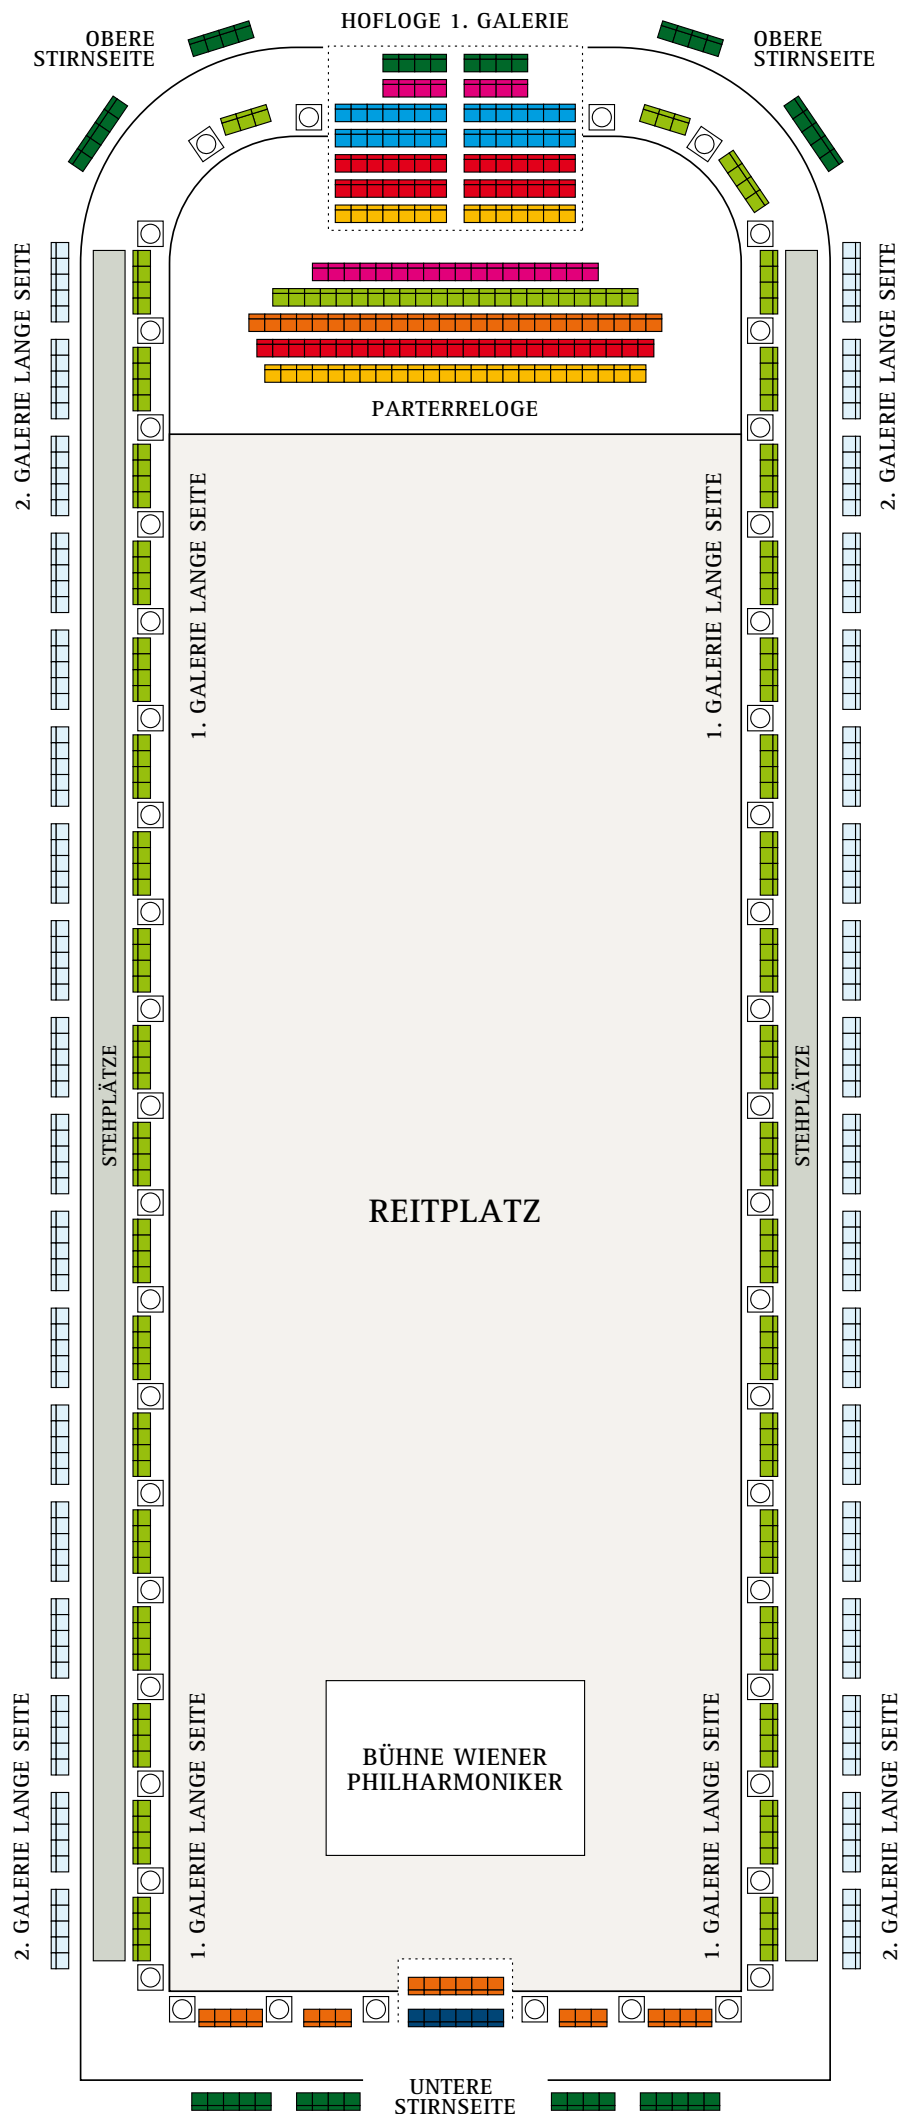 HOFLOGE 1. GALERIE
OBERE
STIRNSEITE
OBERE
STIRNSEITE
2. GALERIE LANGE SEITE
2. GALERIE LANGE SEITE
PARTERRELOGE
1. GALERIE LANGE SEITE
1. GALERIE LANGE SEITE
STEHPLÄTZE
STEHPLÄTZE
REITPLATZ
2. GALERIE LANGE SEITE
1. GALERIE LANGE SEITE
BÜHNE WIENER
PHILHARMONIKER
1. GALERIE LANGE SEITE
2. GALERIE LANGE SEITE
UNTERE
STIRNSEITE